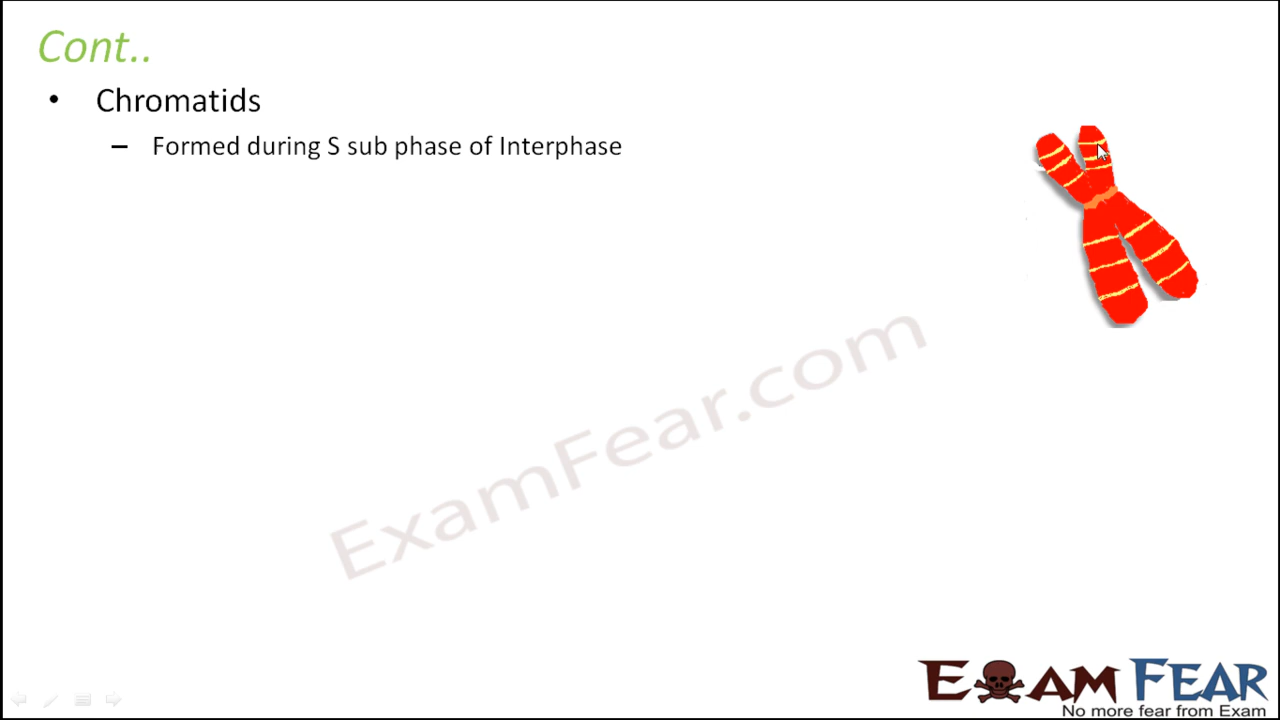 Cont..
• Chromatids
– Formed during S sub phase of Interphase
ExamFear.com
EXAM FEAR
No more fear from Exam